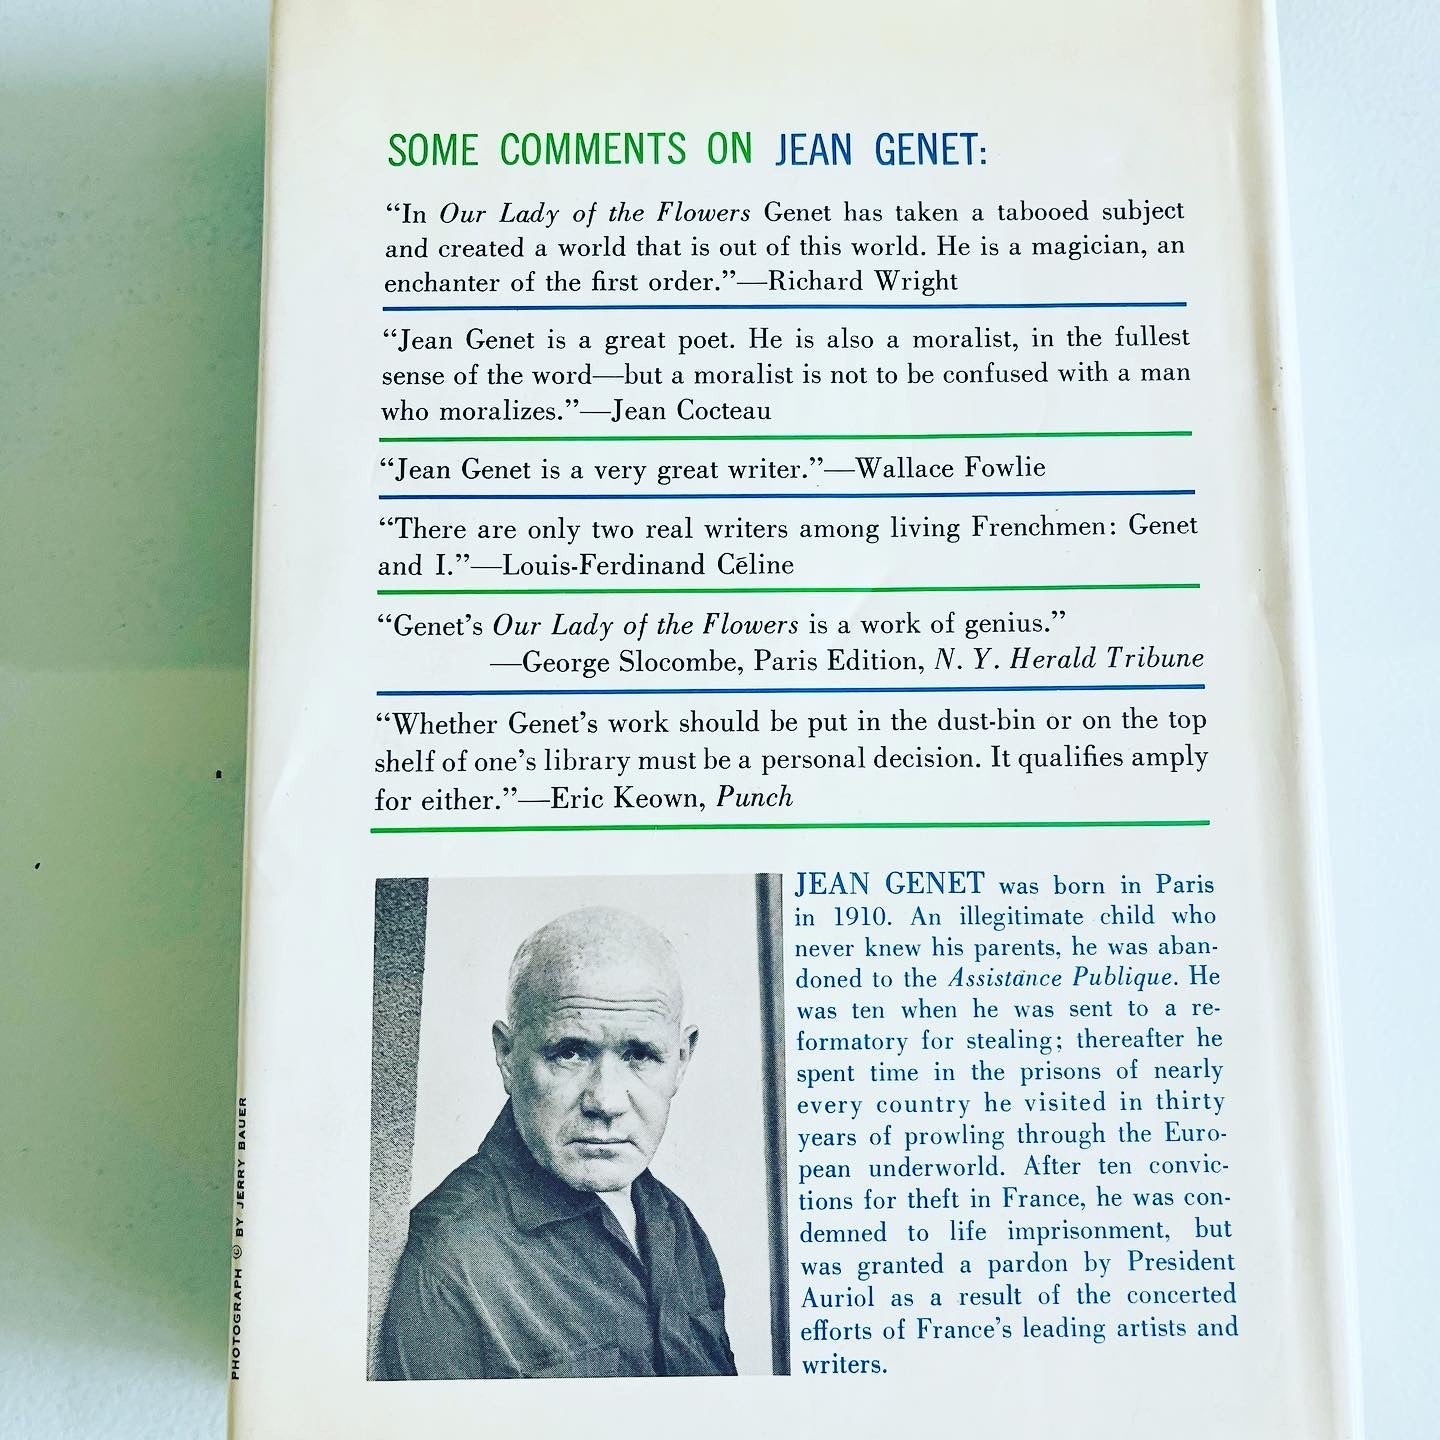 SOME COMMENTS ON JEAN GENET:
“In Our Lady of the Flowers Genet has taken a tabooed subject
and created a world that is out of this world. He is a magician, an
enchanter of the first order.”—Richard Wright
“Jean Genet is a great poet. He is also a moralist, in the fullest
sense of the word—but a moralist is not to be confused with a man
who moralizes.”—Jean Cocteau
“Jean Genet is a very great writer.”—Wallace Fowlie
“There are only two real writers among living Frenchmen: Genet
and I.”—Louis-Ferdinand Céline
“Genet’s Our Lady of the Flowers is a work of genius.”
—George Slocombe, Paris Edition, N. Y. Herald Tribune
“Whether Genet’s work should be put in the dust-bin or on the top
shelf of one’s library must be a personal decision. It qualifies amply
for either.”—Eric Keown, Punch
JEAN GENET was born in Paris
in 1910. An illegitimate child who
never knew his parents, he was aban-
doned to the Assistance Publique. He
was ten when he was sent to a re-
formatory for stealing; thereafter he
spent time in the prisons of nearly
every country he visited in thirty
years of prowling through the Euro-
pean underworld. After ten convic-
tions for theft in France, he was con-
demned to life imprisonment, but
was granted a pardon by President
Auriol as a result of the concerted
efforts of France’s leading artists and
writers.
PHOTOGRAPH © BY JERRY BAUER